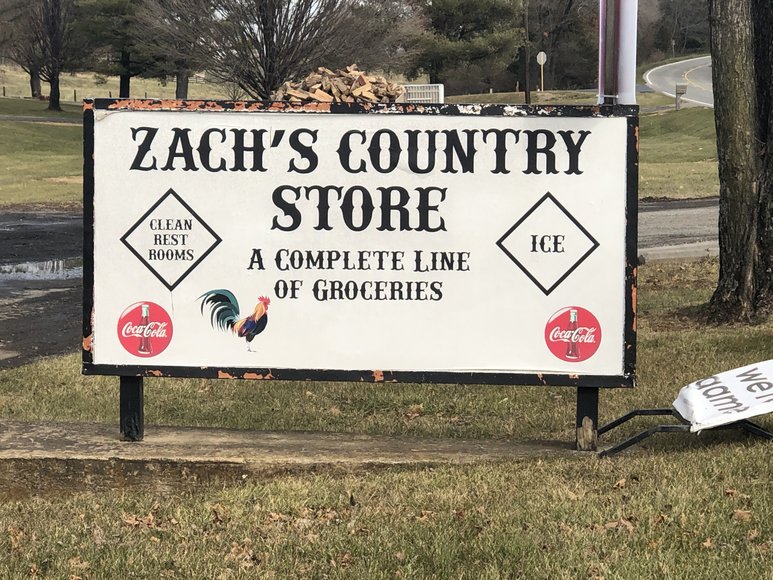 ZACH'S COUNTRY
STORE
CLEAN
REST
ROOMS
ICE
A COMPLETE LINE
OF GROCERIES
Coca-Cola
Coca-Cola